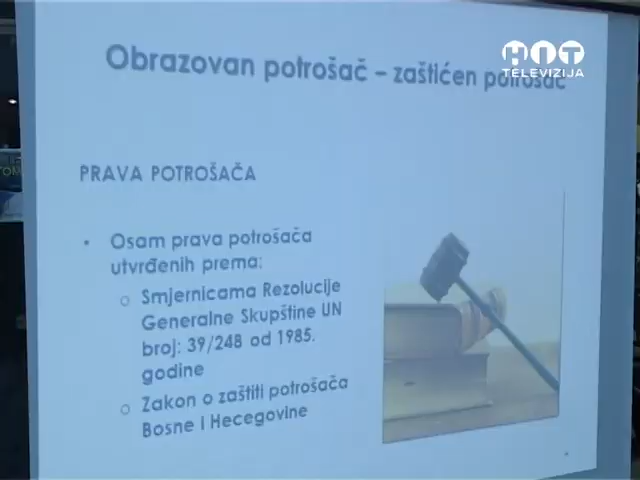 HIT
TELEVIZIJA
Obrazovan potrošač – zaštićen potrošač
PRAVA POTROŠAČA
• Osam prava potrošača
utvrđenih prema:
o Smjernicama Rezolucije
Generalne Skupštine UN
broj: 39/248 od 1985.
godine
o Zakon o zaštiti potrošača
Bosne i Hecegovine